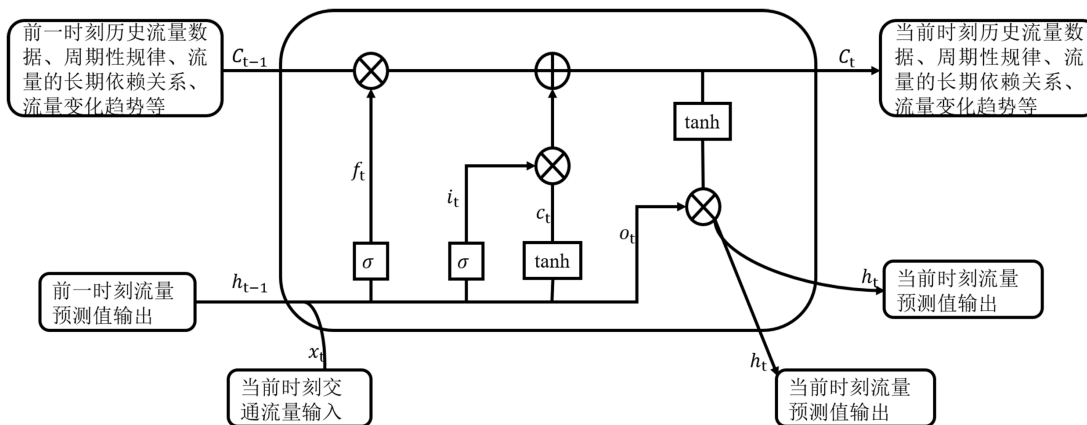 前一时刻历史流量数
据、周期性规律、流
量的长期依赖关系、
流量变化趋势等
C_{t−1}
C_t
当前时刻历史流量数
据、周期性规律、流
量的长期依赖关系、
流量变化趋势等
tanh
f_t
i_t
c_t
o_t
σ
σ
tanh
h_{t−1}
前一时刻流量
预测值输出
x_t
当前时刻交
通流量输入
h_t
当前时刻流量
预测值输出
h_t
当前时刻流量
预测值输出